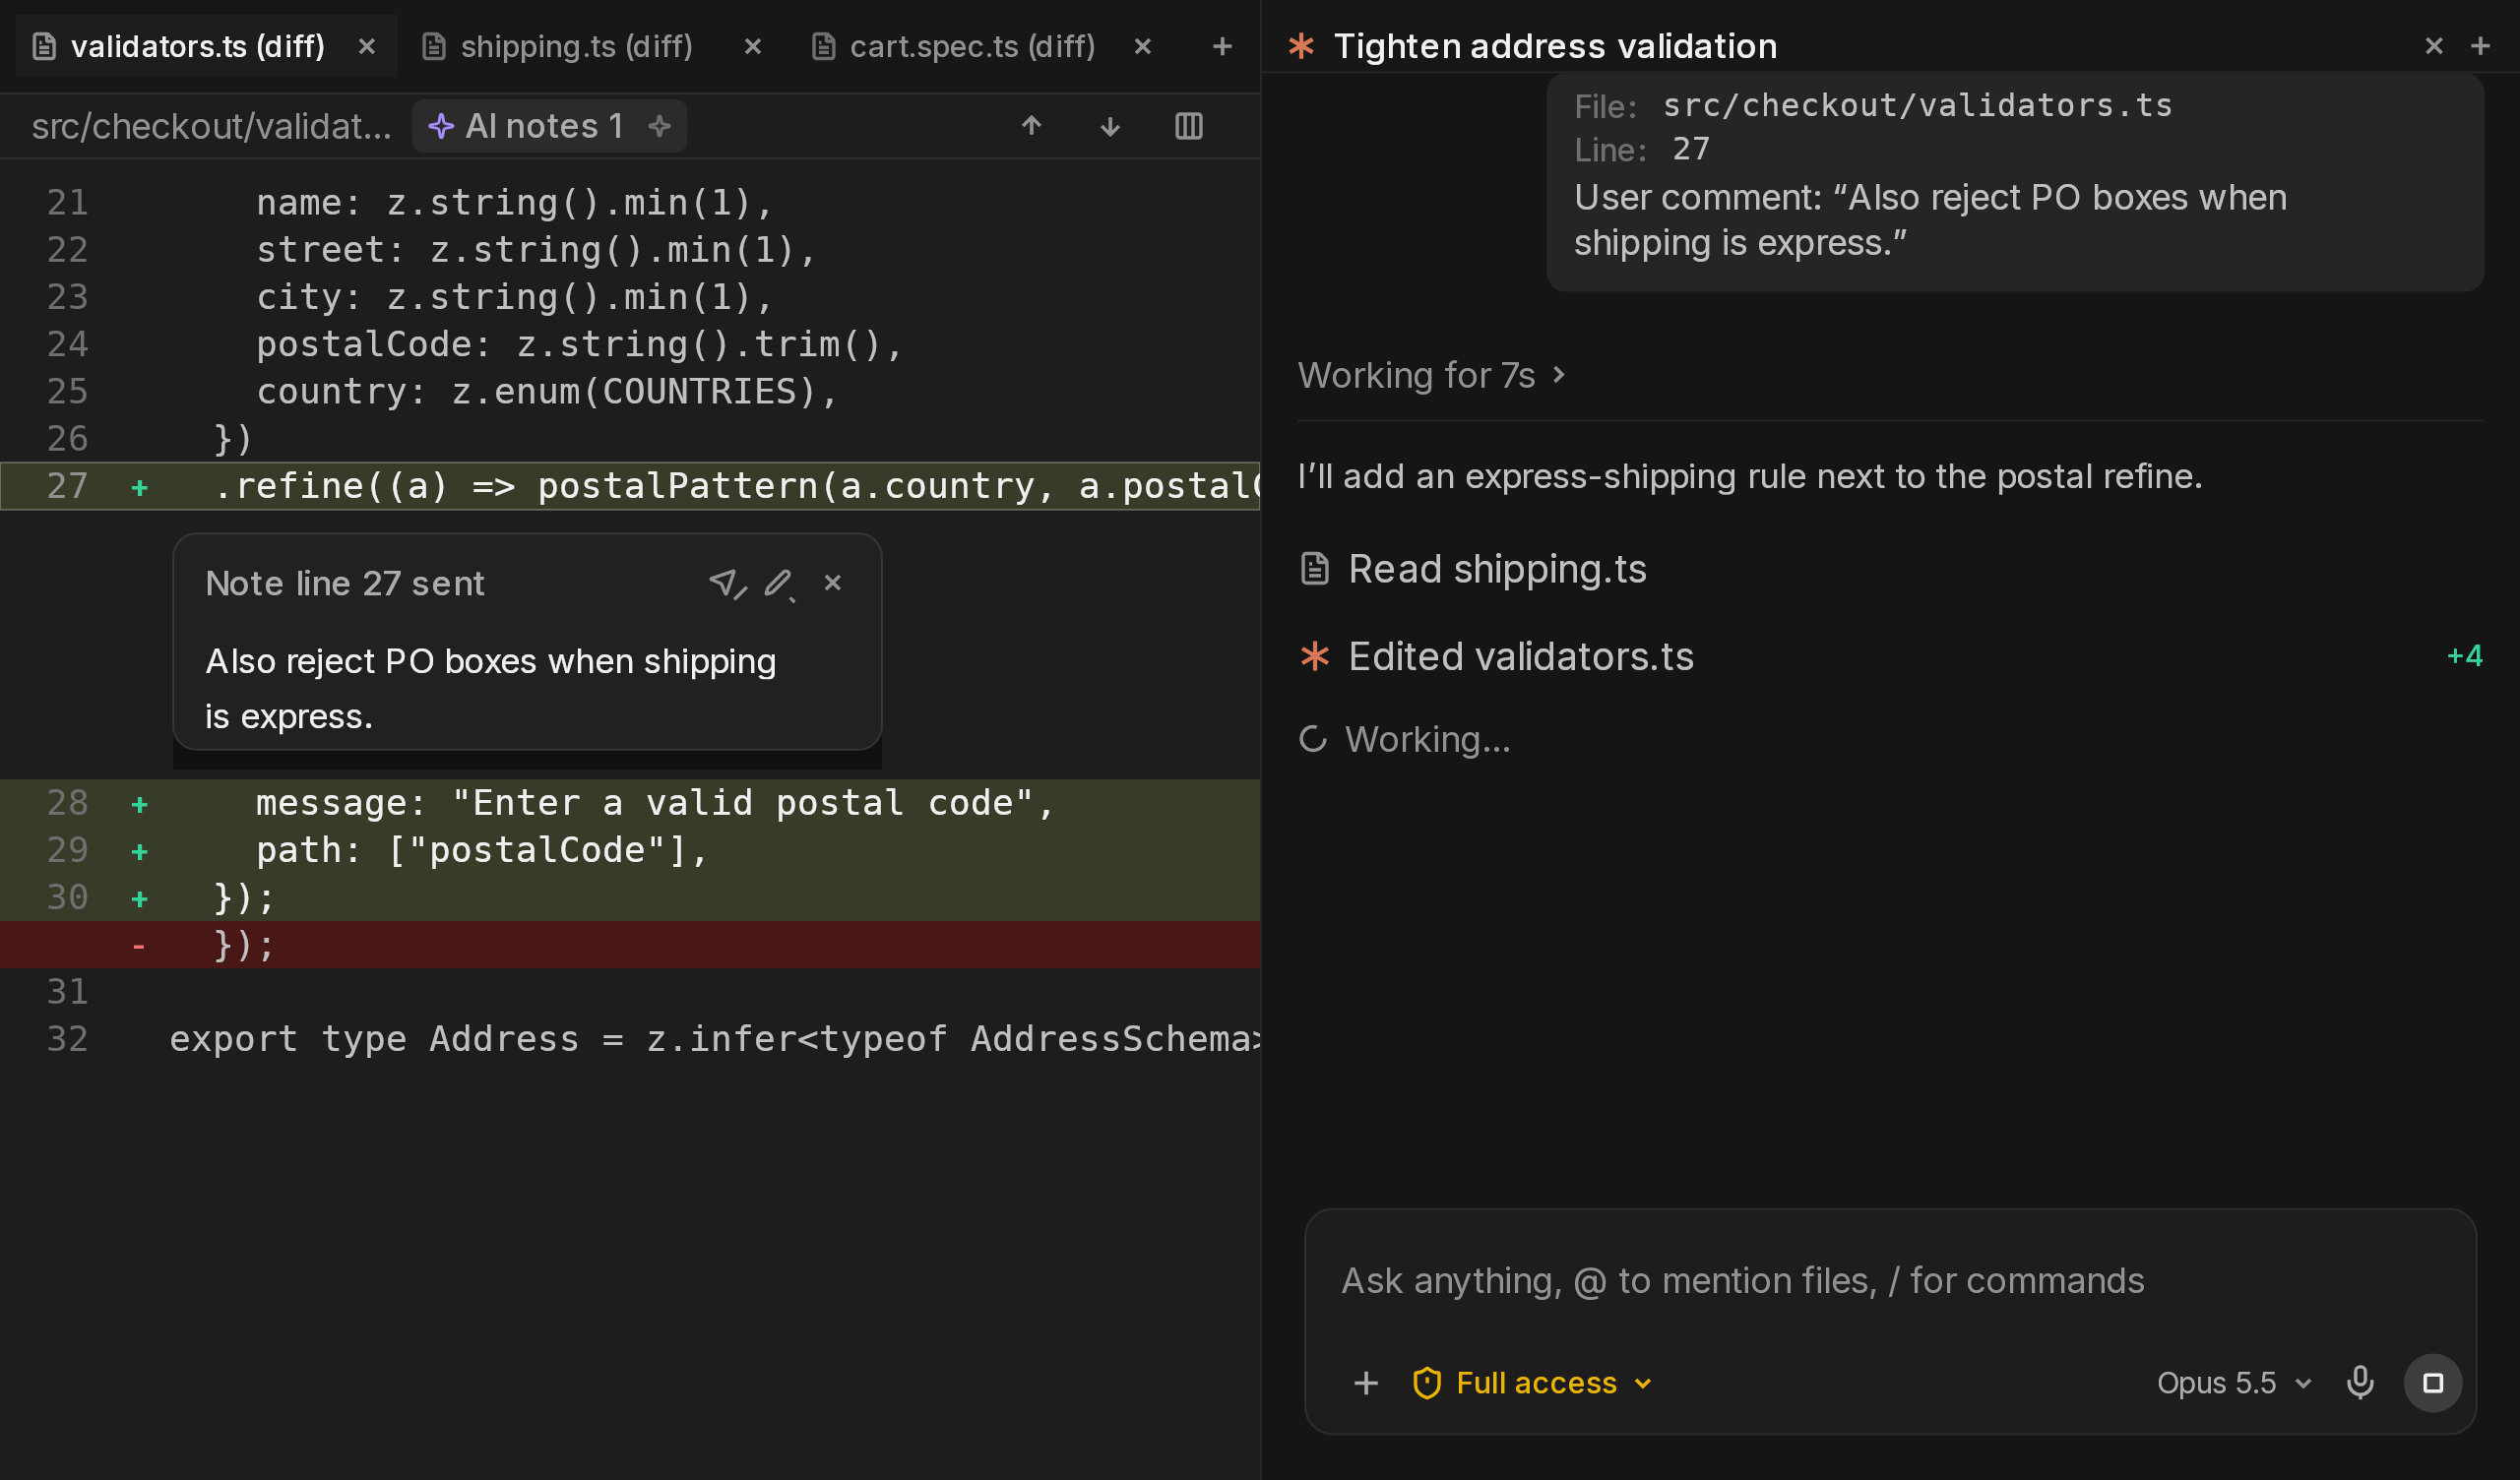 validators.ts (diff)
shipping.ts (diff)
cart.spec.ts (diff)
src/checkout/validat...
AI notes 1
21 name: z.string().min(1),
22 street: z.string().min(1),
23 city: z.string().min(1),
24 postalCode: z.string().trim(),
25 country: z.enum(COUNTRIES),
26 })
27 + .refine((a) => postalPattern(a.country, a.postal
Note line 27 sent
Also reject PO boxes when shipping
is express.
28 + message: "Enter a valid postal code",
29 + path: ["postalCode"],
30 + });
- });
31
32 export type Address = z.infer<typeof AddressSchema>
Tighten address validation
File: src/checkout/validators.ts
Line: 27
User comment: “Also reject PO boxes when
shipping is express.”
Working for 7s
I’ll add an express-shipping rule next to the postal refine.
Read shipping.ts
Edited validators.ts +4
Working...
Ask anything, @ to mention files, / for commands
Full access
Opus 5.5